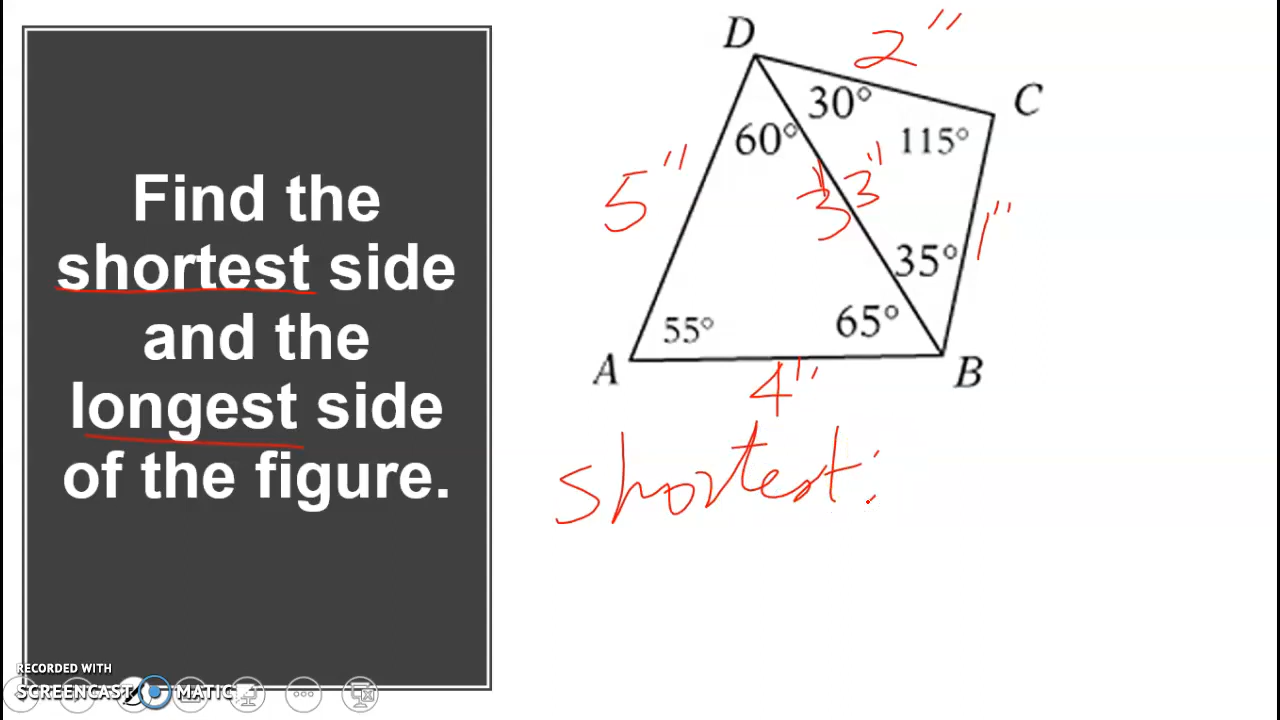 Find the
shortest side
and the
longest side
of the figure.
D
2"
C
30°
60°
115°
5"
3
3"
1"
35°
55°
65°
A
B
4"
shortest:
RECORDED WITH
SCREENCAST MATIC